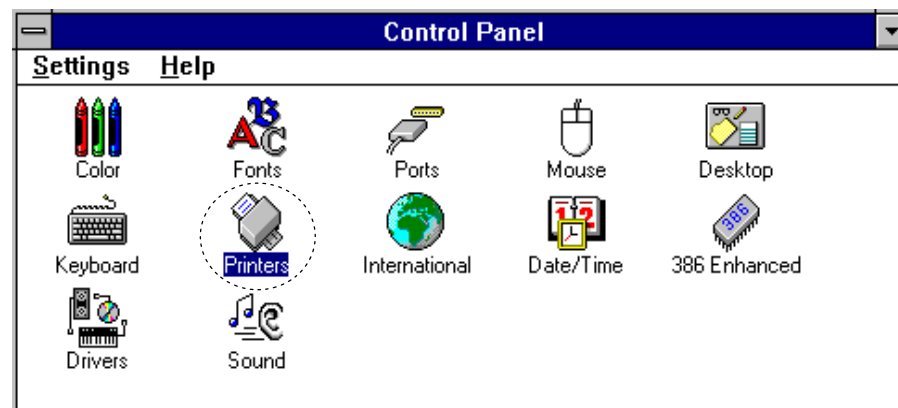 Control Panel
Settings Help
Color Fonts Ports Mouse Desktop
Keyboard Printers International Date/Time 386 Enhanced
Drivers Sound